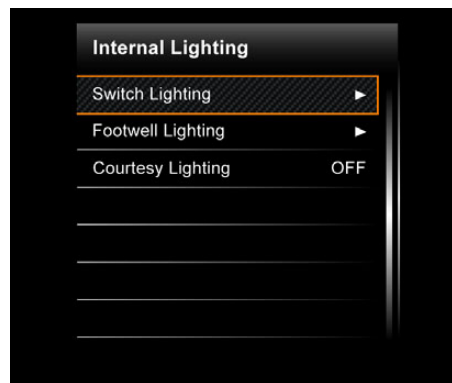 Internal Lighting
Switch Lighting ►
Footwell Lighting ►
Courtesy Lighting OFF